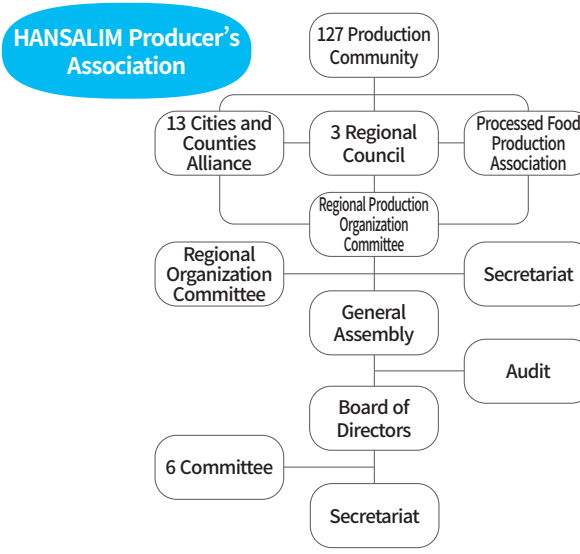 HANSALIM Producer's
Association
127 Production
Community
13 Cities and
Counties
Alliance
3 Regional
Council
Processed Food
Production
Association
Regional Production
Organization
Committee
Regional
Organization
Committee
Secretariat
General
Assembly
Audit
Board of
Directors
6 Committee
Secretariat